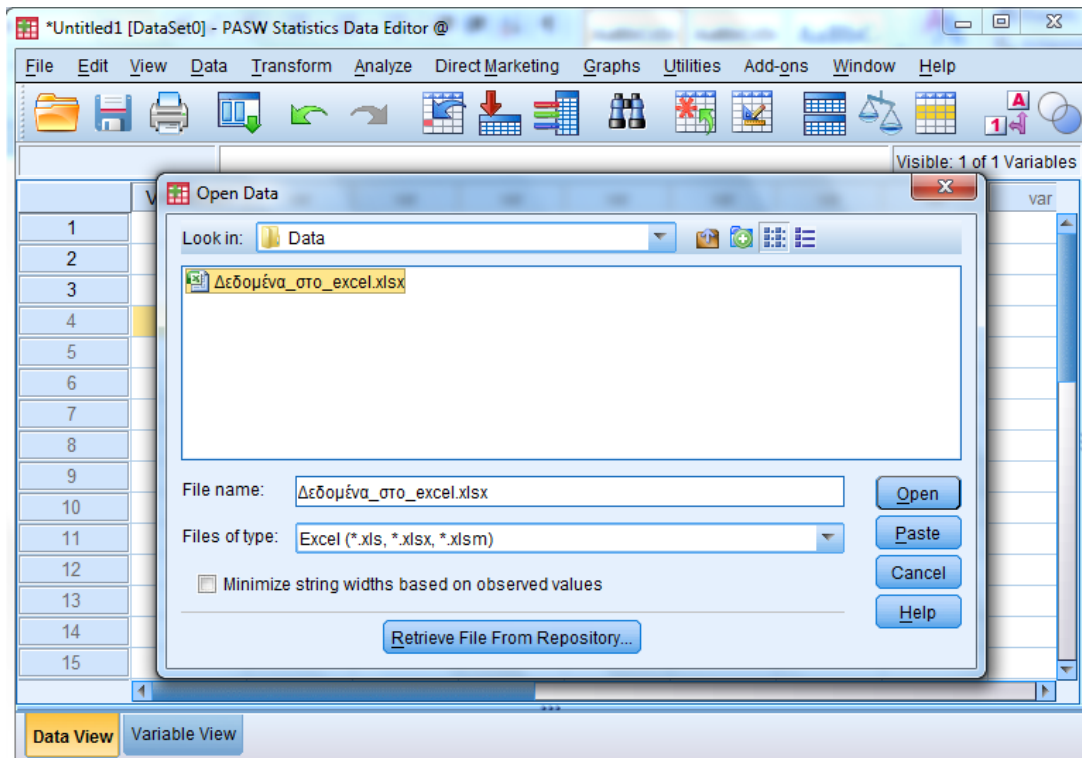 *Untitled1 [DataSet0] - PASW Statistics Data Editor @
File Edit View Data Transform Analyze Direct Marketing Graphs Utilities Add-ons Window Help
A
1
Visible: 1 of 1 Variables
V
var
Open Data
Look in: Data
Δεδομένα_στο_excel.xlsx
File name: Δεδομένα_στο_excel.xlsx
Open
Files of type: Excel (*.xls, *.xlsx, *.xlsm)
Paste
Minimize string widths based on observed values
Cancel
Help
Retrieve File From Repository...
1
2
3
4
5
6
7
8
9
10
11
12
13
14
15
Data View Variable View